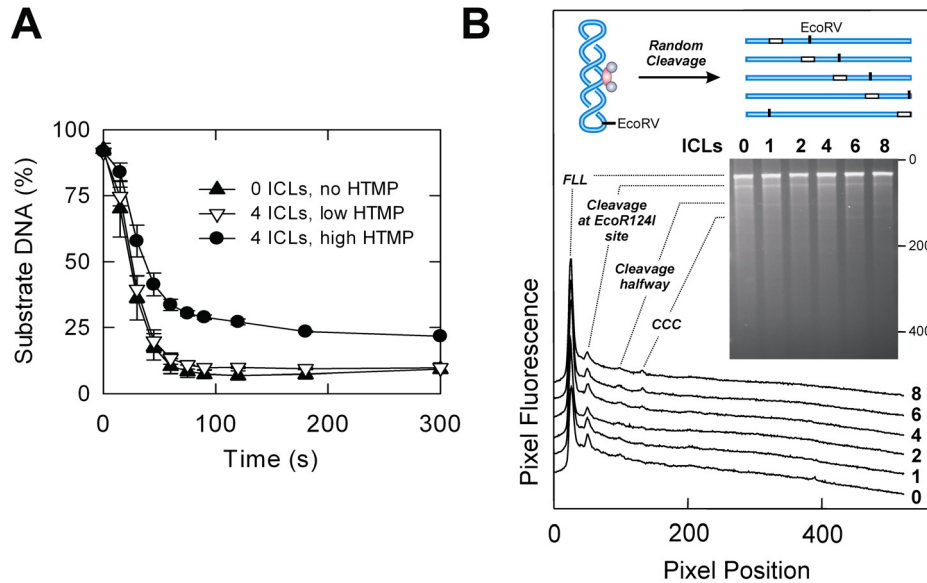 A
Substrate DNA (%)
100
75
50
25
0
0 ICLs, no HTMP
4 ICLs, low HTMP
4 ICLs, high HTMP
0 100 200 300
Time (s)
B
EcoRV
Random
Cleavage
EcoRV
ICLs 0 1 2 4 6 8
FLL
Cleavage
at EcoR124I
site
Cleavage
halfway
CCC
0
200
400
Pixel Fluorescence
8
6
4
2
1
0
0 200 400
Pixel Position